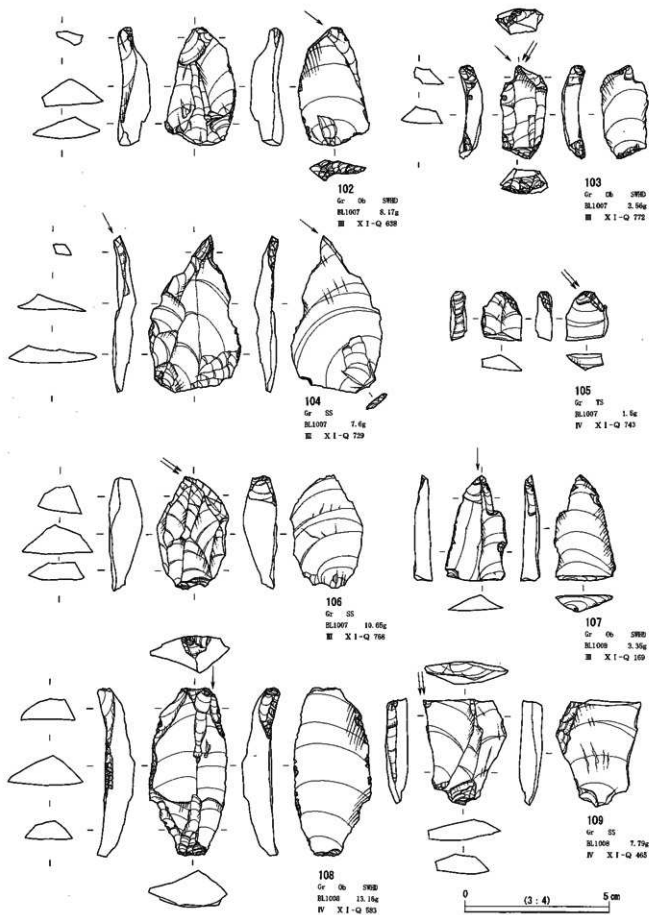 102
Gr Ob SWHD
BL1007 8.17g
III X I-Q 638
103
Gr Ob SWHD
BL1007 2.56g
III X I-Q 772
104
Gr SS
BL1007 7.6g
III X I-Q 729
105
Gr TS
BL1007 1.5g
IV X I-Q 743
106
Gr SS
BL1007 10.65g
III X I-Q 766
107
Gr Ob SWHD
BL1008 3.35g
III X I-Q 169
108
Gr Ob SWHD
BL1008 13.16g
IV X I-Q 583
109
Gr SS
BL1008 7.79g
IV X I-Q 465
0 (3:4) 5 cm